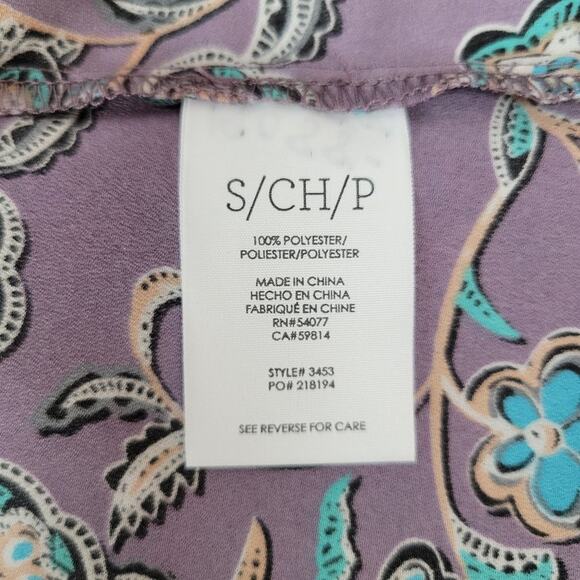 S/CH/P
100% POLYESTER/
POLIESTER/POLYESTER
MADE IN CHINA
HECHO EN CHINA
FABRIQUÉ EN CHINE
RN#54077
CA#59814
STYLE# 3453
PO# 218194
SEE REVERSE FOR CARE